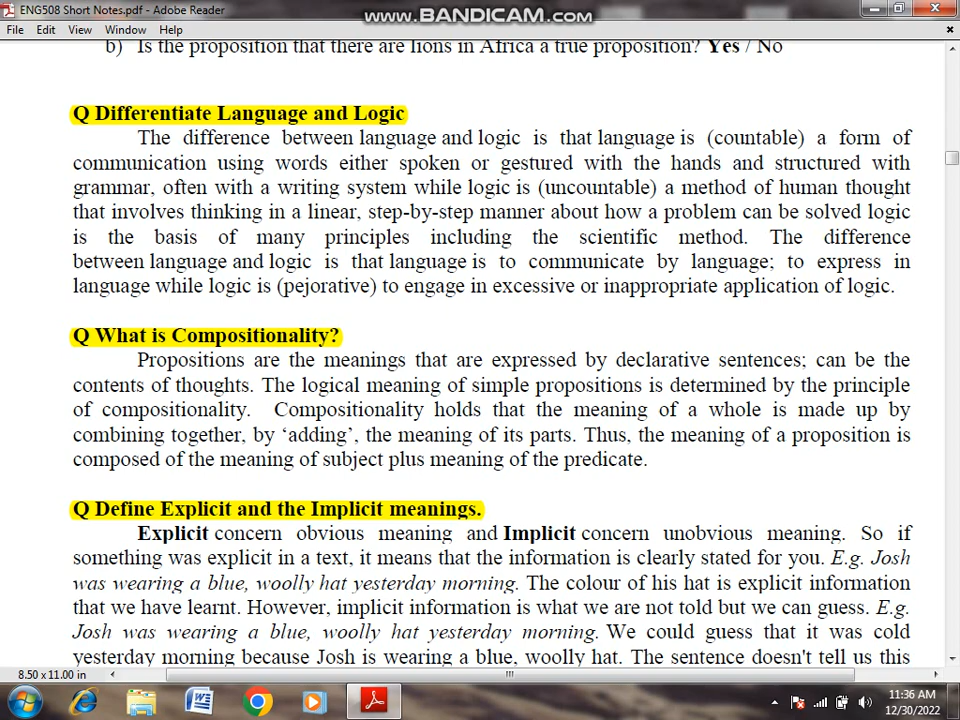 ENG508 Short Notes.pdf - Adobe Reader
www.BANDICAM.com
File Edit View Window Help
b) Is the proposition that there are lions in Africa a true proposition? Yes / No
Q Differentiate Language and Logic
The difference between language and logic is that language is (countable) a form of
communication using words either spoken or gestured with the hands and structured with
grammar, often with a writing system while logic is (uncountable) a method of human thought
that involves thinking in a linear, step-by-step manner about how a problem can be solved logic
is the basis of many principles including the scientific method. The difference
between language and logic is that language is to communicate by language; to express in
language while logic is (pejorative) to engage in excessive or inappropriate application of logic.
Q What is Compositionality?
Propositions are the meanings that are expressed by declarative sentences; can be the
contents of thoughts. The logical meaning of simple propositions is determined by the principle
of compositionality. Compositionality holds that the meaning of a whole is made up by
combining together, by ‘adding’, the meaning of its parts. Thus, the meaning of a proposition is
composed of the meaning of subject plus meaning of the predicate.
Q Define Explicit and the Implicit meanings.
Explicit concern obvious meaning and Implicit concern unobvious meaning. So if
something was explicit in a text, it means that the information is clearly stated for you. E.g. Josh
was wearing a blue, woolly hat yesterday morning. The colour of his hat is explicit information
that we have learnt. However, implicit information is what we are not told but we can guess. E.g.
Josh was wearing a blue, woolly hat yesterday morning. We could guess that it was cold
yesterday morning because Josh is wearing a blue, woolly hat. The sentence doesn't tell us this
8.50 x 11.00 in
11:36 AM
12/30/2022